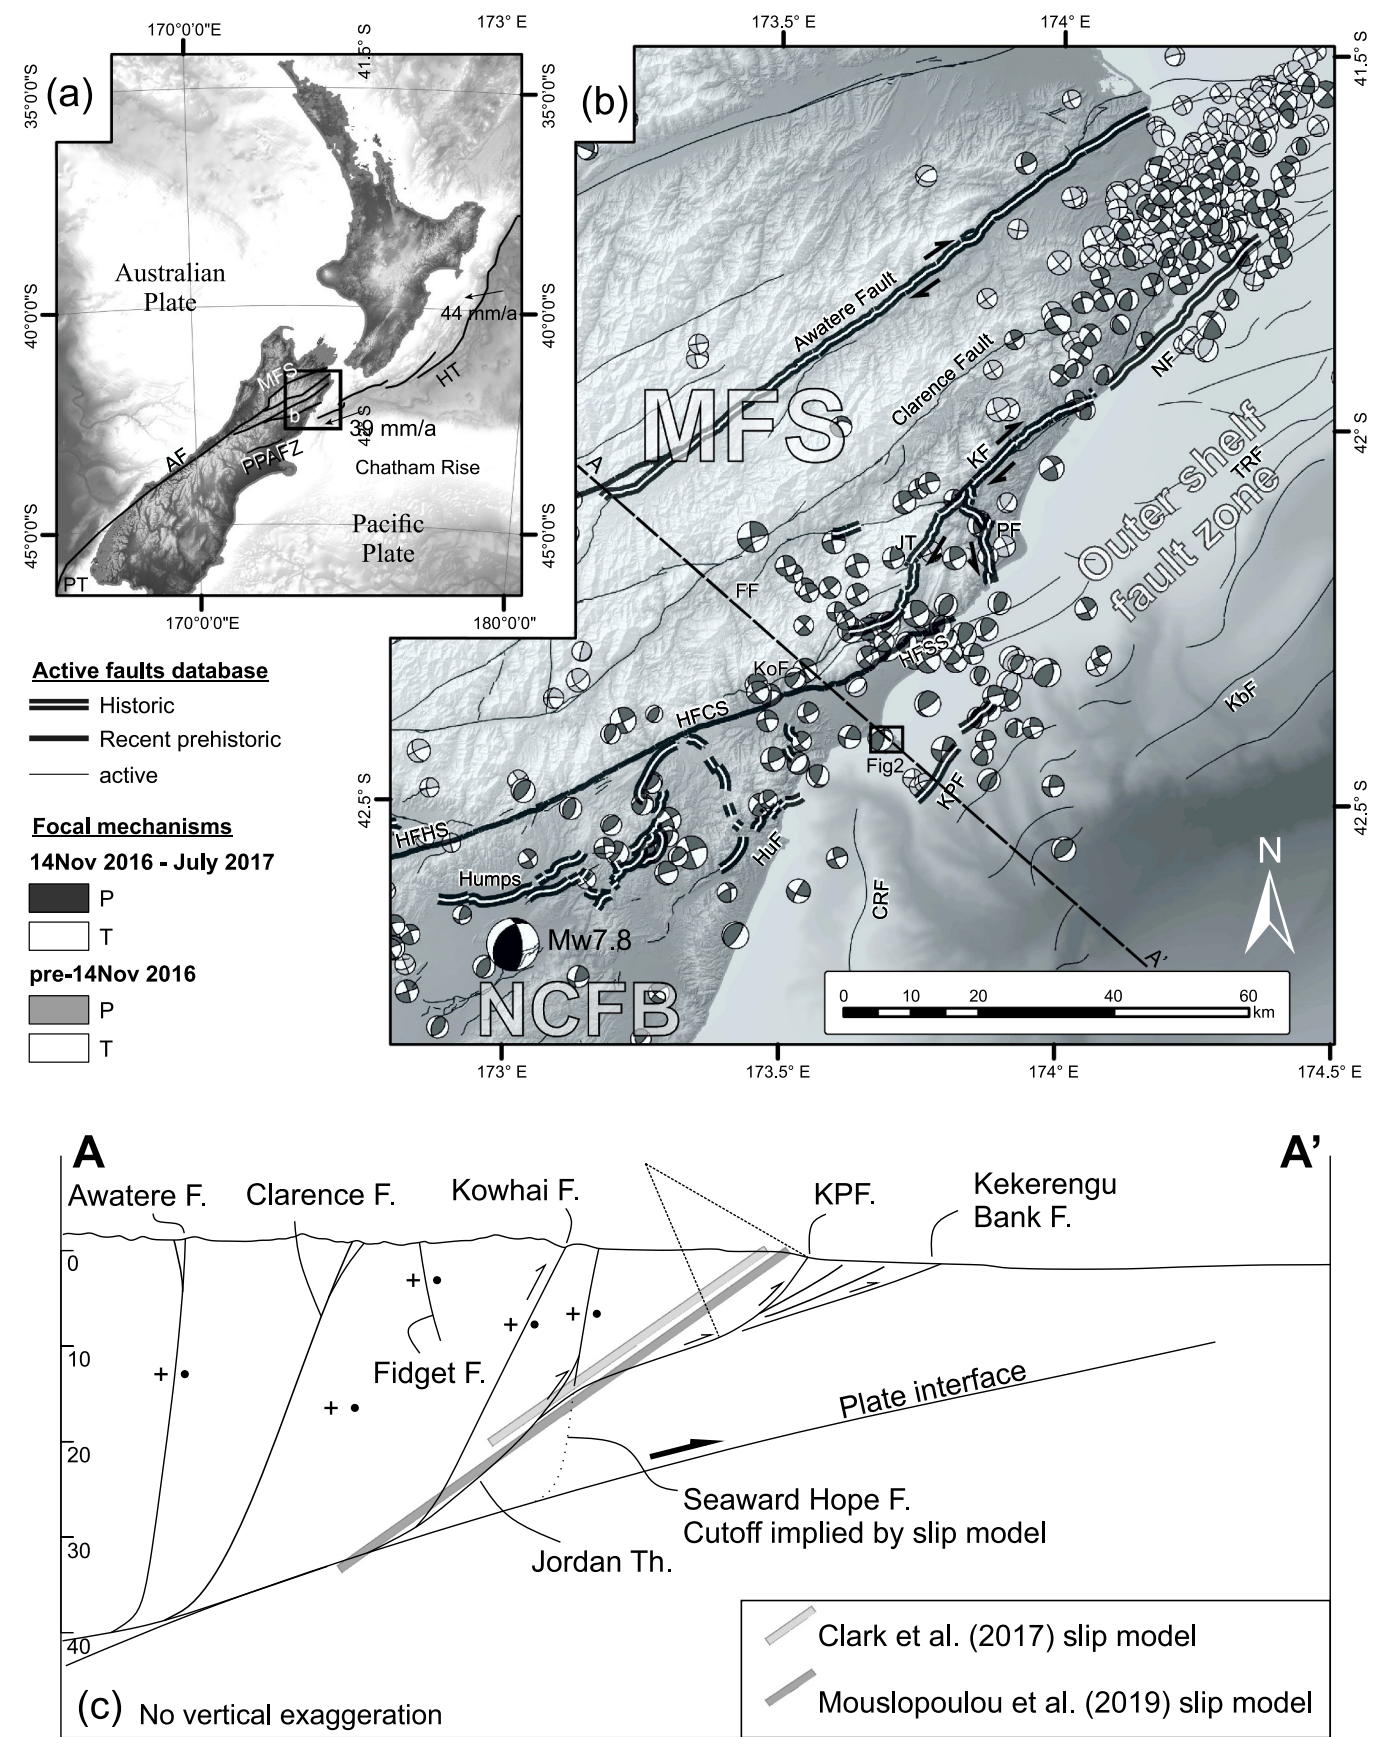 170°0'0"E
173° E
173.5° E
174° E
41.5° S
41.5° S
35°0'0"S
35°0'0"S
(a)
(b)
Australian
Plate
44 mm/a
40°0'0"S
40°0'0"S
MFS
HT
b
42° S
39 mm/a
AF
PPAFZ
Chatham Rise
Pacific
Plate
45°0'0"S
45°0'0"S
PT
170°0'0"E
180°0'0"
Awatere Fault
Clarence Fault
NF
MFS
KF
42° S
TRF
Outer shelf
fault zone
A
JT
PF
FF
HFSS
KoF
HFCS
KbF
Fig2
KPF
42.5° S
42.5° S
HFHS
HuF
Humps
CRF
N
Mw7.8
A'
NCFB
0
10
20
40
60
km
173° E
173.5° E
174° E
174.5° E
Active faults database
Historic
Recent prehistoric
active
Focal mechanisms
14Nov 2016 - July 2017
P
T
pre-14Nov 2016
P
T
A
A'
Awatere F.
Clarence F.
Kowhai F.
KPF.
Kekerengu
Bank F.
0
10
20
30
40
Fidget F.
Plate interface
Seaward Hope F.
Cutoff implied by slip model
Jordan Th.
Clark et al. (2017) slip model
Mouslopoulou et al. (2019) slip model
(c) No vertical exaggeration